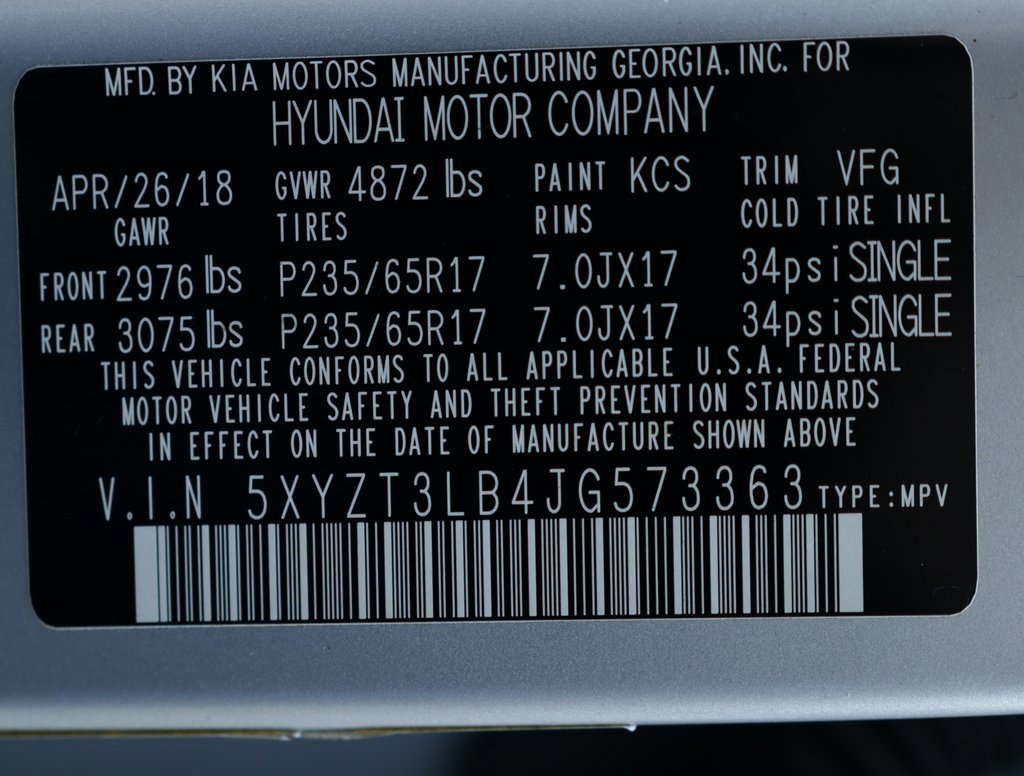 MFD. BY KIA MOTORS MANUFACTURING GEORGIA. INC. FOR
HYUNDAI MOTOR COMPANY
APR/26/18 GVWR 4872 lbs PAINT KCS TRIM VFG
GAWR TIRES RIMS COLD TIRE INFL
FRONT 2976 lbs P235/65R17 7.0JX17 34psi SINGLE
REAR 3075 lbs P235/65R17 7.0JX17 34psi SINGLE
THIS VEHICLE CONFORMS TO ALL APPLICABLE U.S.A. FEDERAL
MOTOR VEHICLE SAFETY AND THEFT PREVENTION STANDARDS
IN EFFECT ON THE DATE OF MANUFACTURE SHOWN ABOVE
V.I.N 5XYZT3LB4JG573363 TYPE:MPV